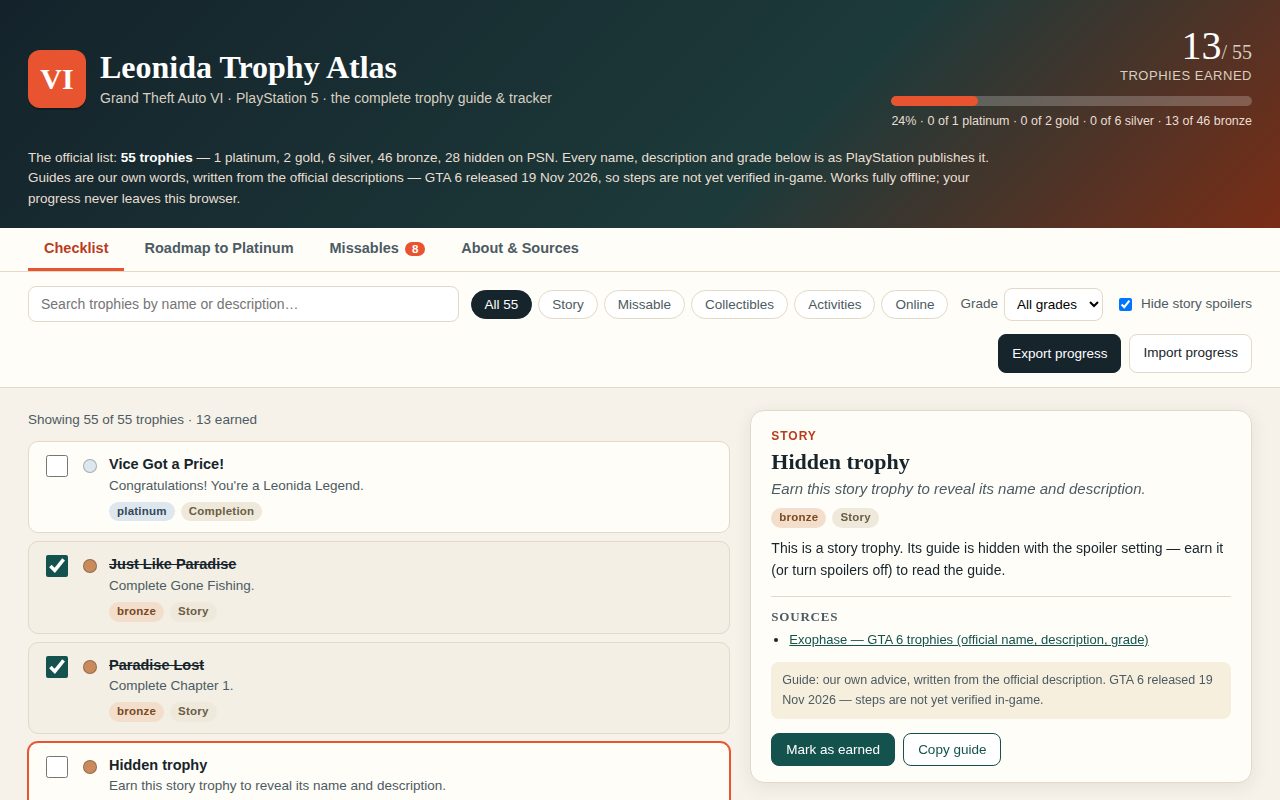 VI
Leonida Trophy Atlas
Grand Theft Auto VI · PlayStation 5 · the complete trophy guide & tracker
13 / 55
TROPHIES EARNED
24% · 0 of 1 platinum · 0 of 2 gold · 0 of 6 silver · 13 of 46 bronze
The official list: 55 trophies — 1 platinum, 2 gold, 6 silver, 46 bronze, 28 hidden on PSN. Every name, description and grade below is as PlayStation publishes it.
Guides are our own words, written from the official descriptions — GTA 6 released 19 Nov 2026, so steps are not yet verified in-game. Works fully offline; your
progress never leaves this browser.
Checklist
Roadmap to Platinum
Missables 8
About & Sources
Search trophies by name or description…
All 55
Story
Missable
Collectibles
Activities
Online
Grade
All grades
Hide story spoilers
Export progress
Import progress
Showing 55 of 55 trophies · 13 earned
Vice Got a Price!
Congratulations! You're a Leonida Legend.
platinum
Completion
Just Like Paradise
Complete Gone Fishing.
bronze
Story
Paradise Lost
Complete Chapter 1.
bronze
Story
Hidden trophy
Earn this story trophy to reveal its name and description.
STORY
Hidden trophy
Earn this story trophy to reveal its name and description.
bronze
Story
This is a story trophy. Its guide is hidden with the spoiler setting — earn it
(or turn spoilers off) to read the guide.
SOURCES
Exophase — GTA 6 trophies (official name, description, grade)
Guide: our own advice, written from the official description. GTA 6 released 19
Nov 2026 — steps are not yet verified in-game.
Mark as earned
Copy guide